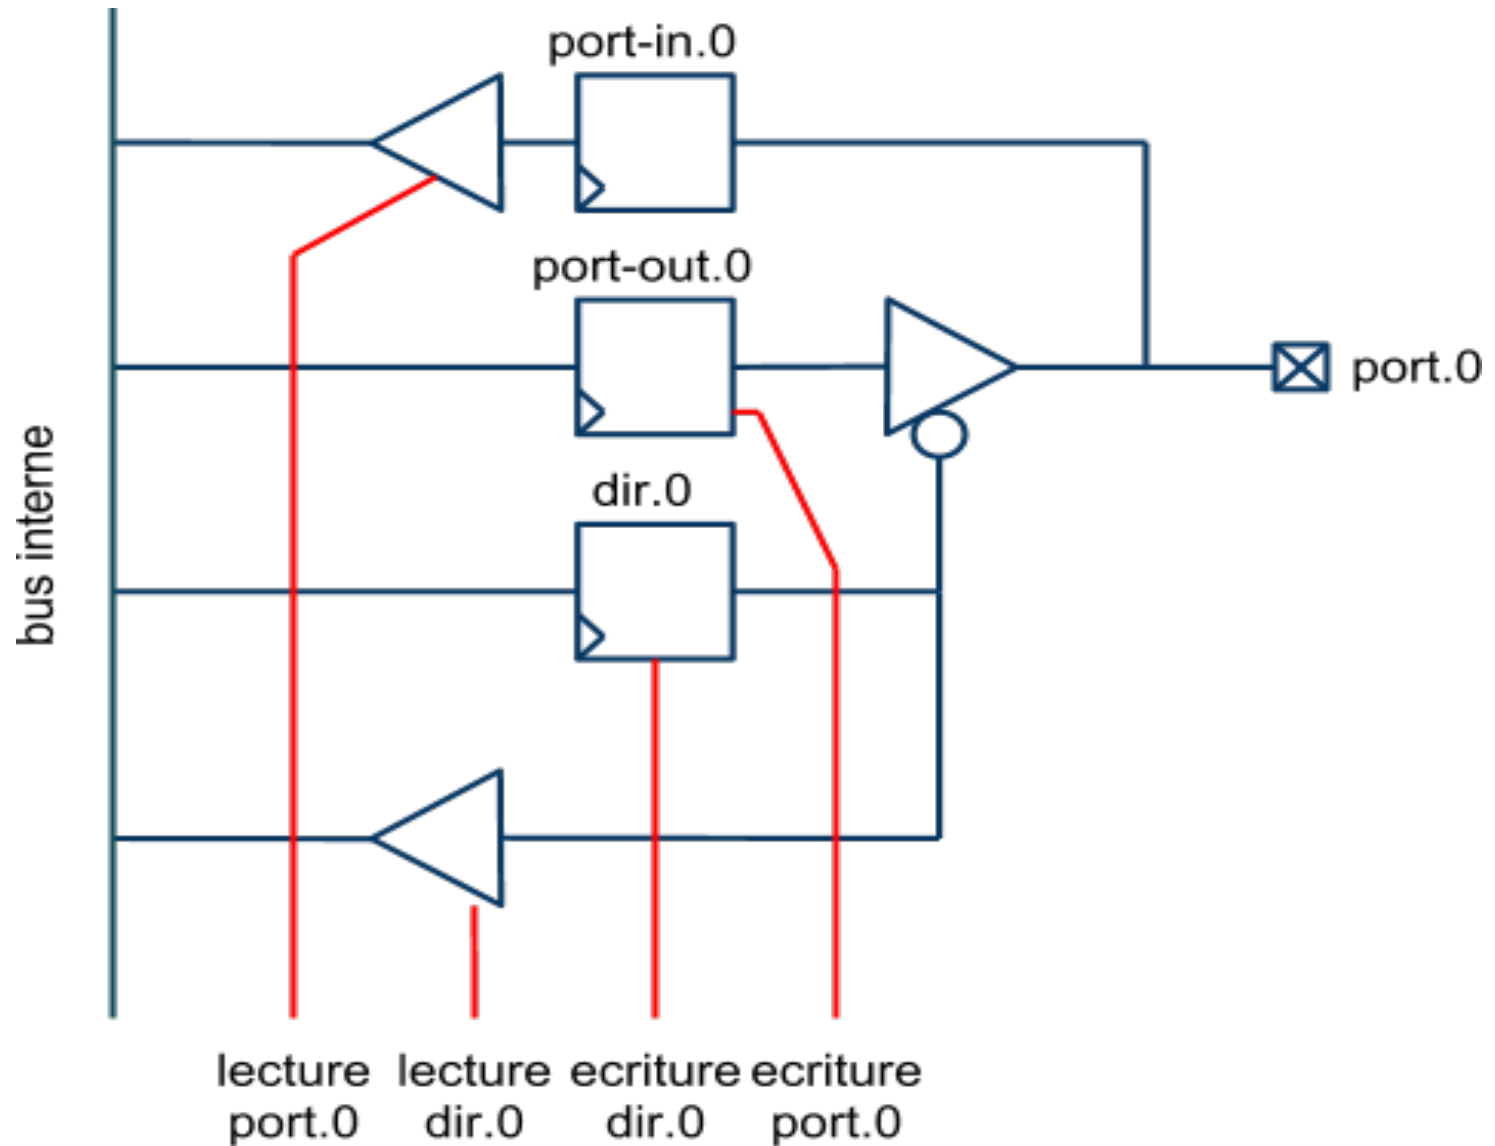 port-in.0
port-out.0
port.0
bus interne
dir.0
lecture lecture ecriture ecriture
port.0 dir.0 dir.0 port.0